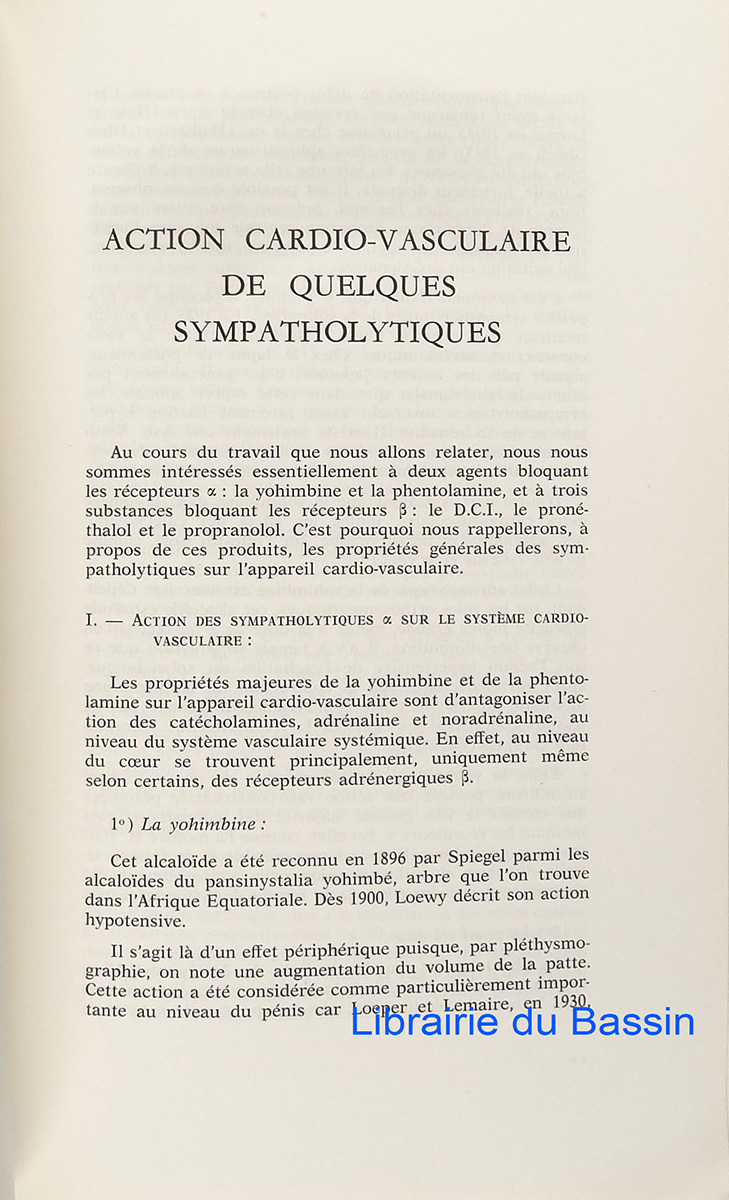 ACTION CARDIO-VASCULAIRE
DE QUELQUES
SYMPATHOLYTIQUES
Au cours du travail que nous allons relater, nous nous
sommes intéressés essentiellement à deux agents bloquant
les récepteurs α : la yohimbine et la phentolamine, et à trois
substances bloquant les récepteurs β : le D.C.I., le proné-
thalol et le propranolol. C'est pourquoi nous rappellerons, à
propos de ces produits, les propriétés générales des sym-
patholytiques sur l'appareil cardio-vasculaire.
I. — ACTION DES SYMPATHOLYTIQUES α SUR LE SYSTÈME CARDIO-
VASCULAIRE :
Les propriétés majeures de la yohimbine et de la phento-
lamine sur l'appareil cardio-vasculaire sont d'antagoniser l'ac-
tion des catécholamines, adrénaline et noradrénaline, au
niveau du système vasculaire systémique. En effet, au niveau
du cœur se trouvent principalement, uniquement même
selon certains, des récepteurs adrénergiques β.
1°) La yohimbine :
Cet alcaloïde a été reconnu en 1896 par Spiegel parmi les
alcaloïdes du pansinystalia yohimbé, arbre que l'on trouve
dans l'Afrique Equatoriale. Dès 1900, Loewy décrit son action
hypotensive.
Il s'agit là d'un effet périphérique puisque, par pléthysmo-
graphie, on note une augmentation du volume de la patte.
Cette action a été considérée comme particulièrement impor-
tante au niveau du pénis car Loeper et Lemaire, en 1930,
Librairie du Bassin